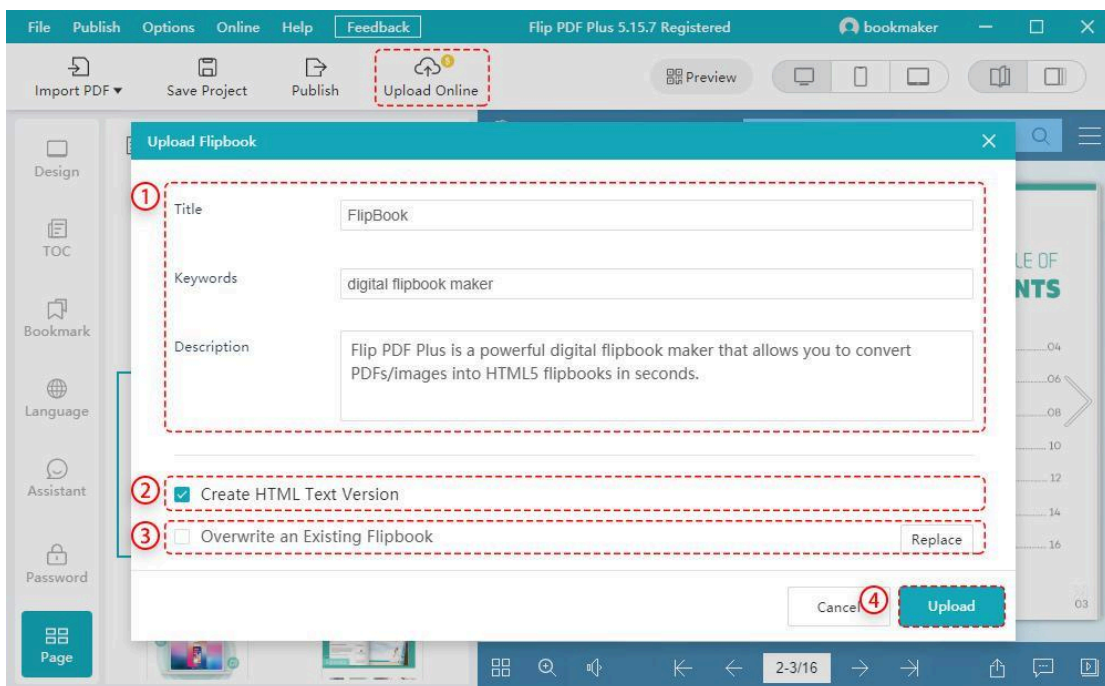 File Publish Options Online Help Feedback Flip PDF Plus 5.15.7 Registered bookmaker
Import PDF Save Project Publish Upload Online Preview
Upload Flipbook
Design
TOC
Bookmark
Language
Assistant
Password
Page
1
Title FlipBook
Keywords digital flipbook maker
Description Flip PDF Plus is a powerful digital flipbook maker that allows you to convert
PDFs/images into HTML5 flipbooks in seconds.
2 Create HTML Text Version
3 Overwrite an Existing Flipbook Replace
Cancel 4 Upload
LE OF
NTS
04
06
08
10
12
14
16
03
2-3/16